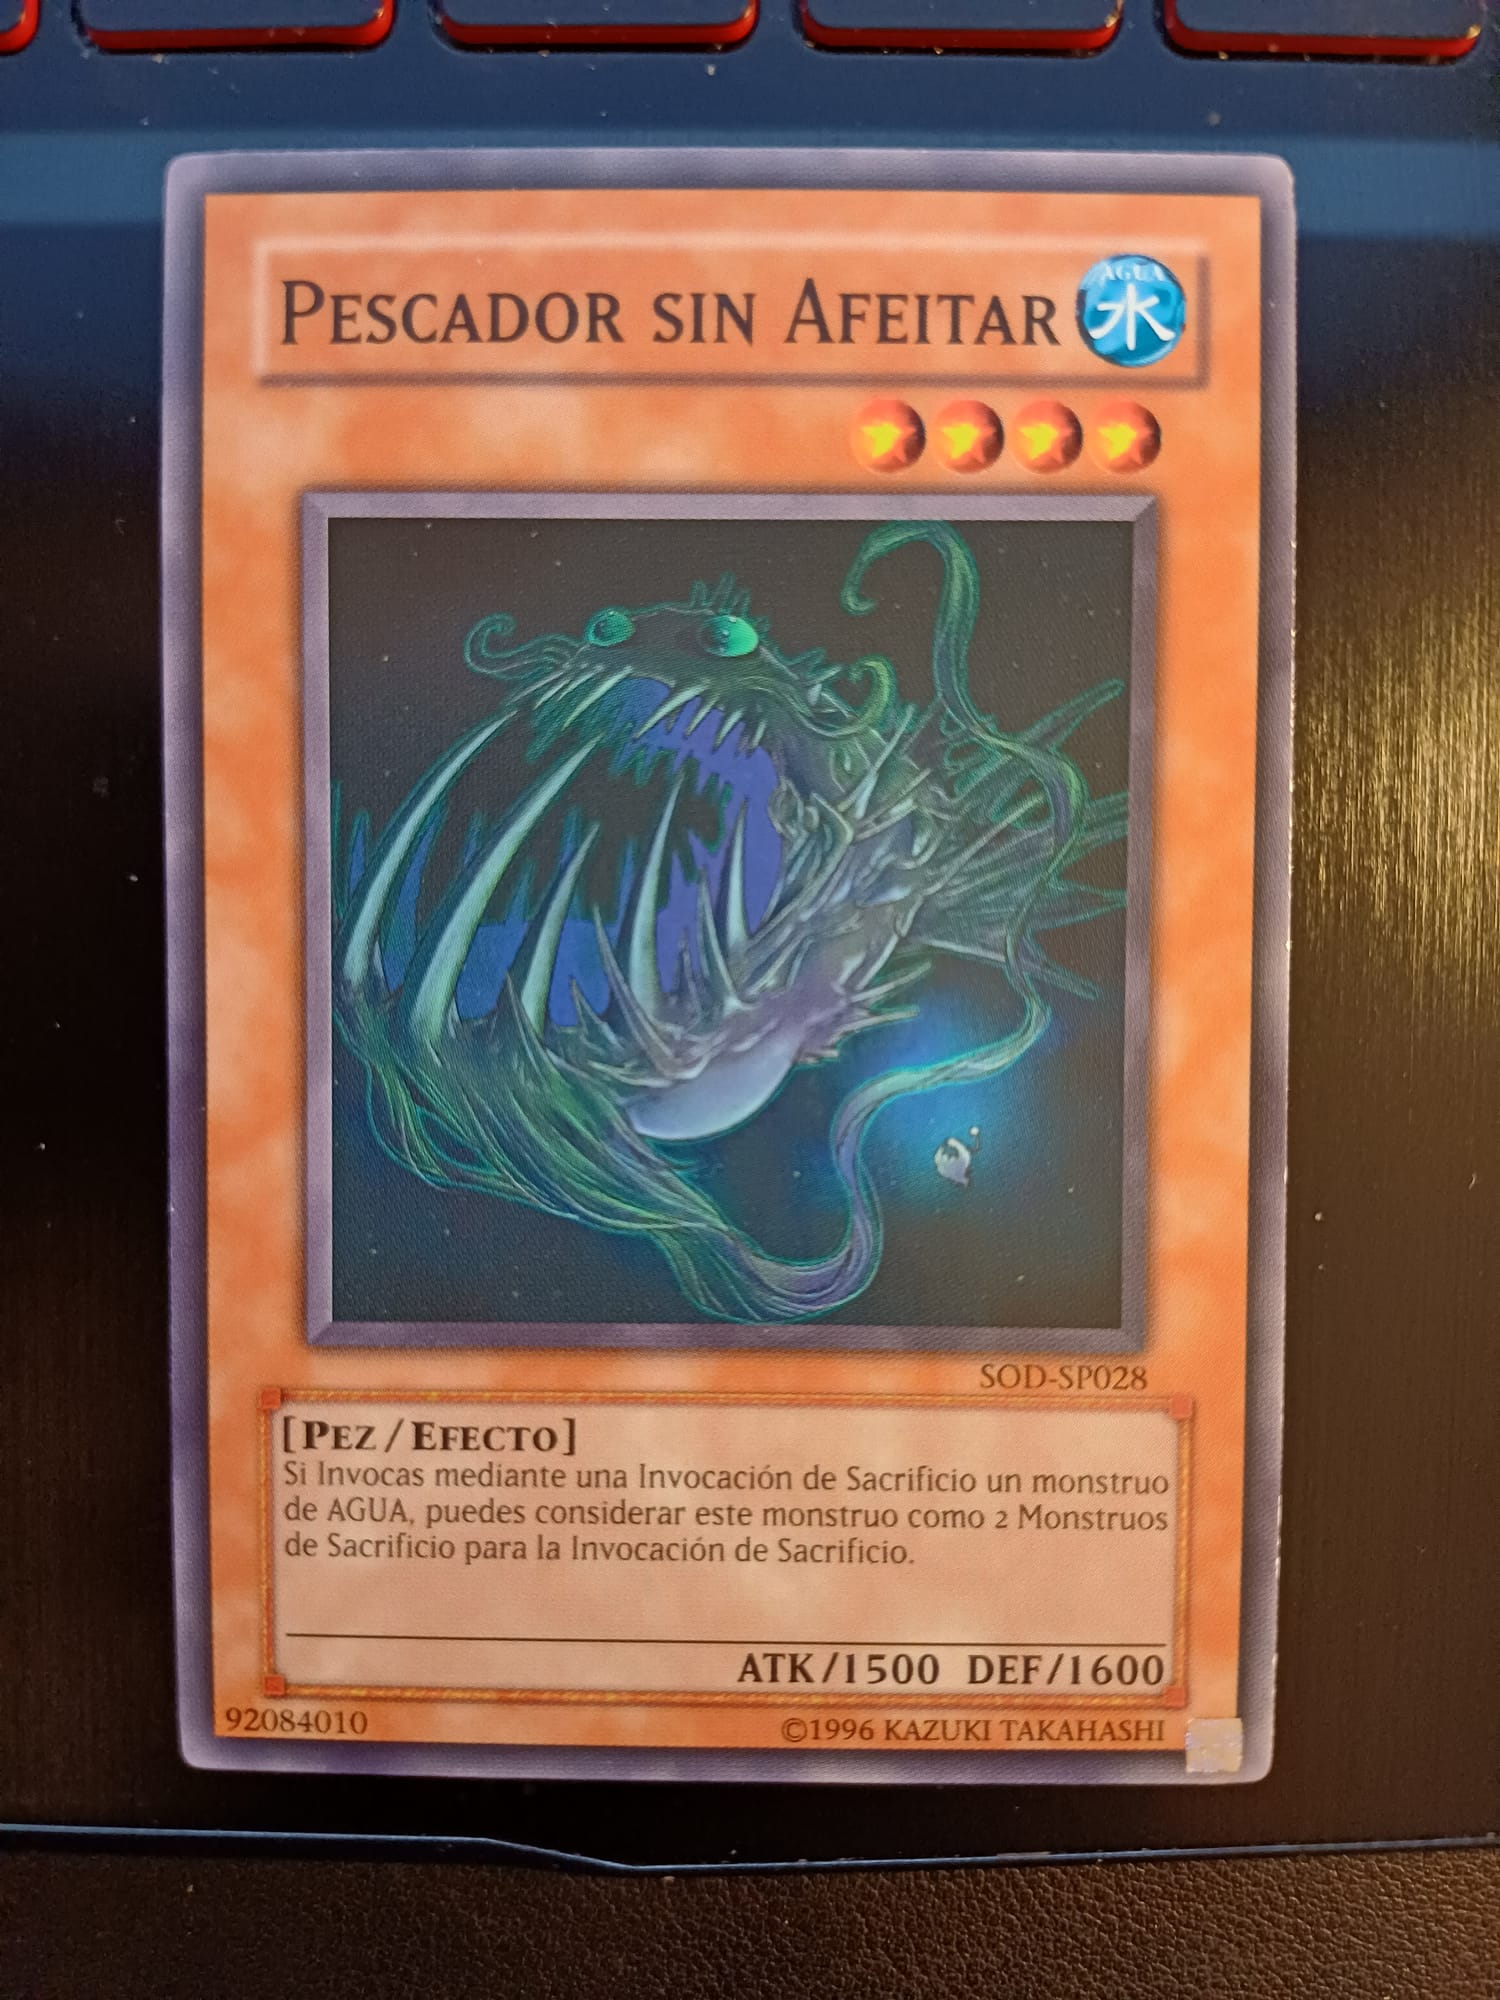 PESCADOR SIN AFEITAR
AGUA
水
SOD-SP028
[PEZ/EFECTO]
Si Invocas mediante una Invocación de Sacrificio un monstruo
de AGUA, puedes considerar este monstruo como 2 Monstruos
de Sacrificio para la Invocación de Sacrificio.
ATK/1500 DEF/1600
92084010
©1996 KAZUKI TAKAHASHI